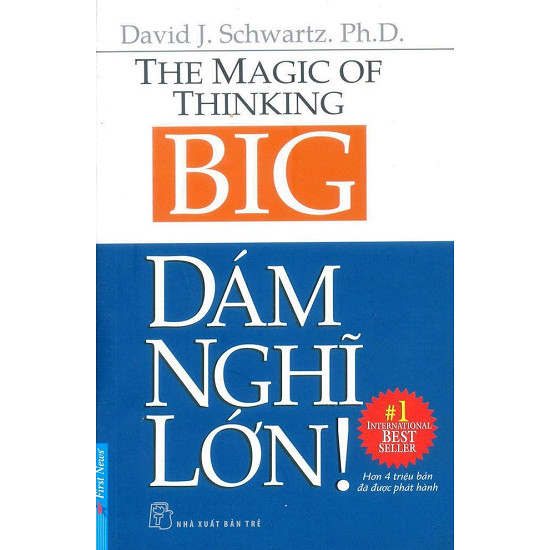 David J. Schwartz. Ph.D.
THE MAGIC OF
THINKING
BIG
DÁM
NGHĨ
LỚN!
#1
INTERNATIONAL
BEST
SELLER
Hơn 4 triệu bản
đã được phát hành
First News
NHÀ XUẤT BẢN TRẺ